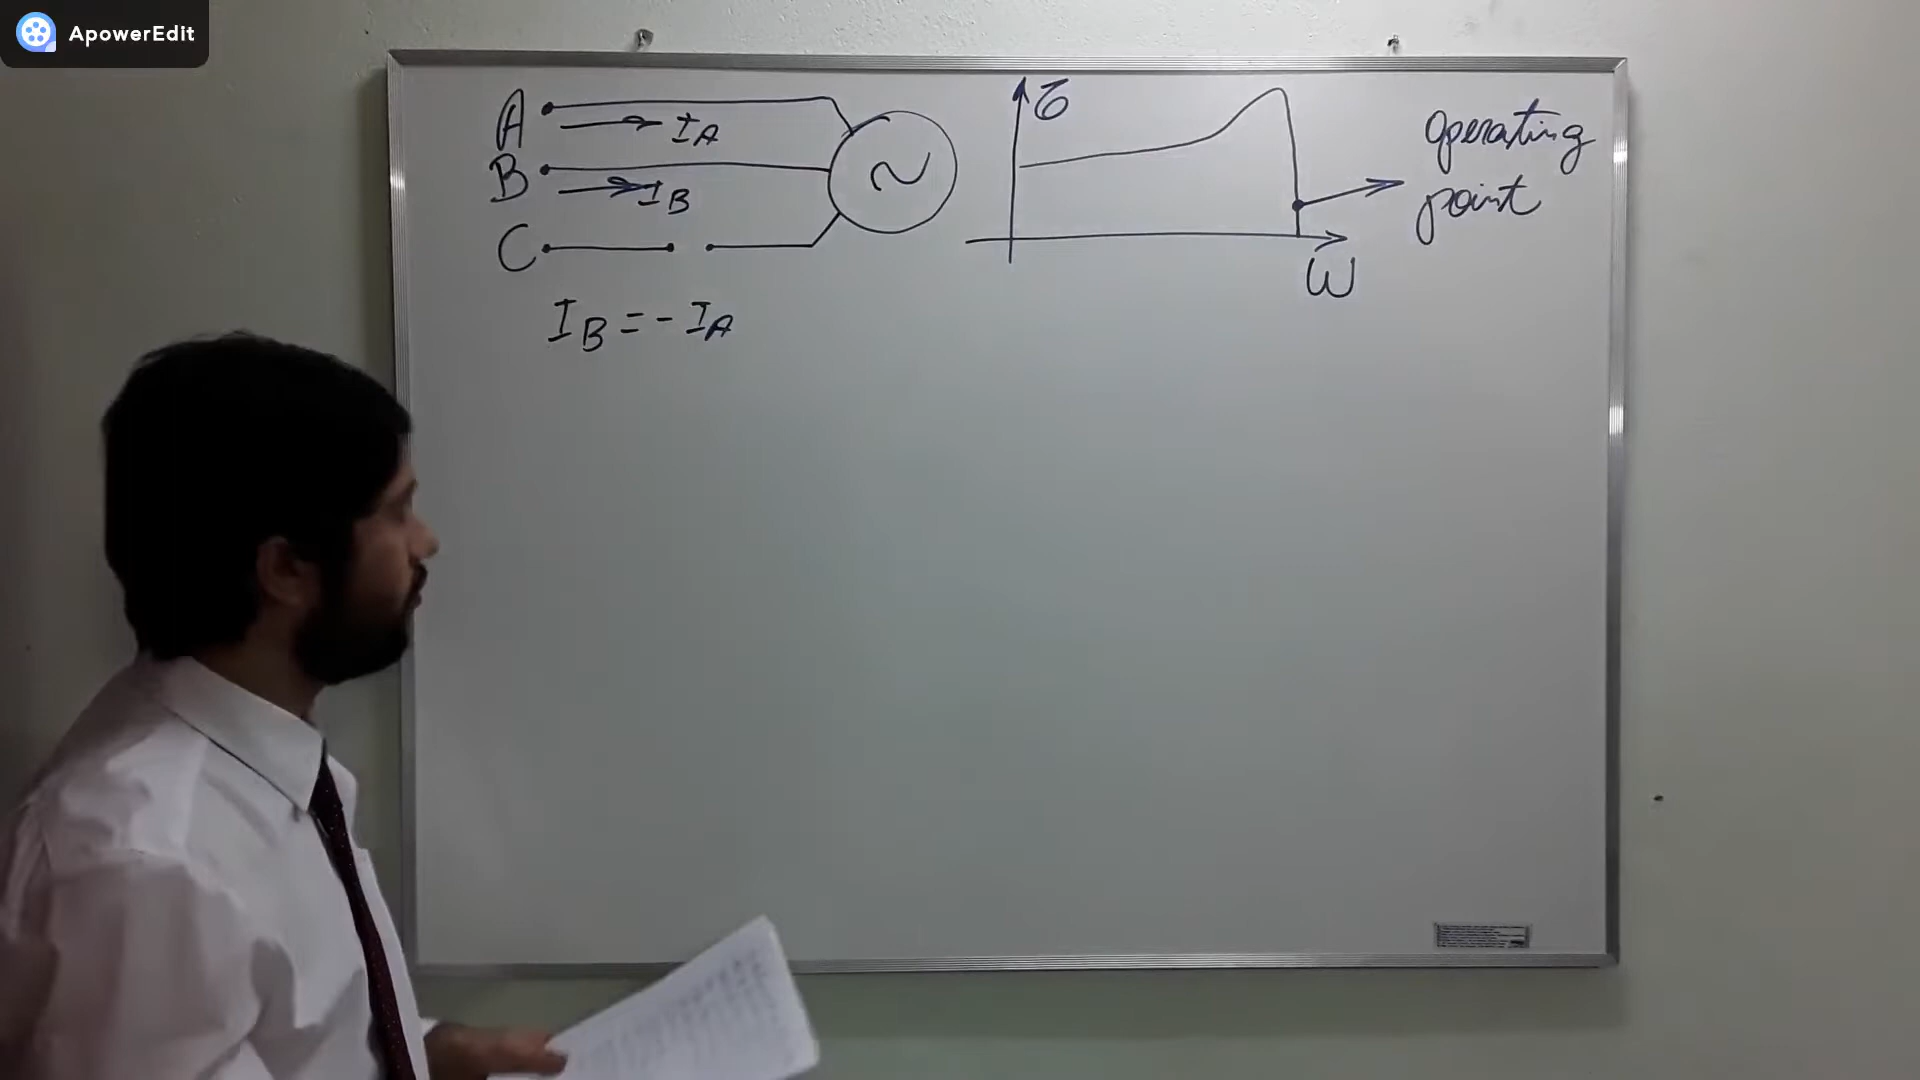 ApowerEdit
A
I_A
B
I_B
C
I_B = - I_A
τ
ω
operating
point